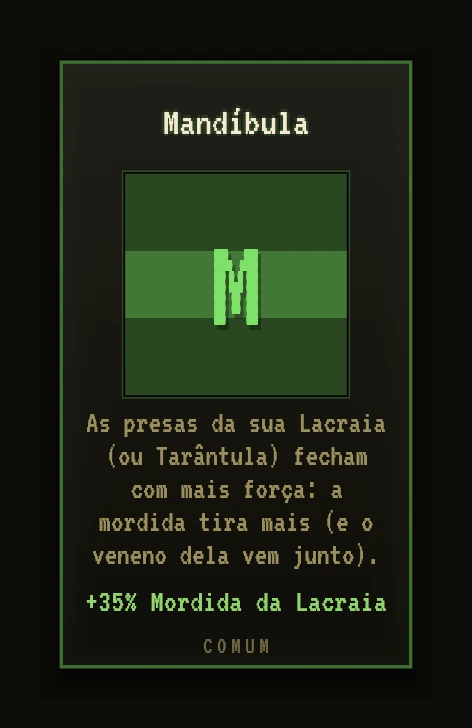 Mandíbula
M
As presas da sua Lacraia
(ou Tarântula) fecham
com mais força: a
mordida tira mais (e o
veneno dela vem junto).
+35% Mordida da Lacraia
COMUM